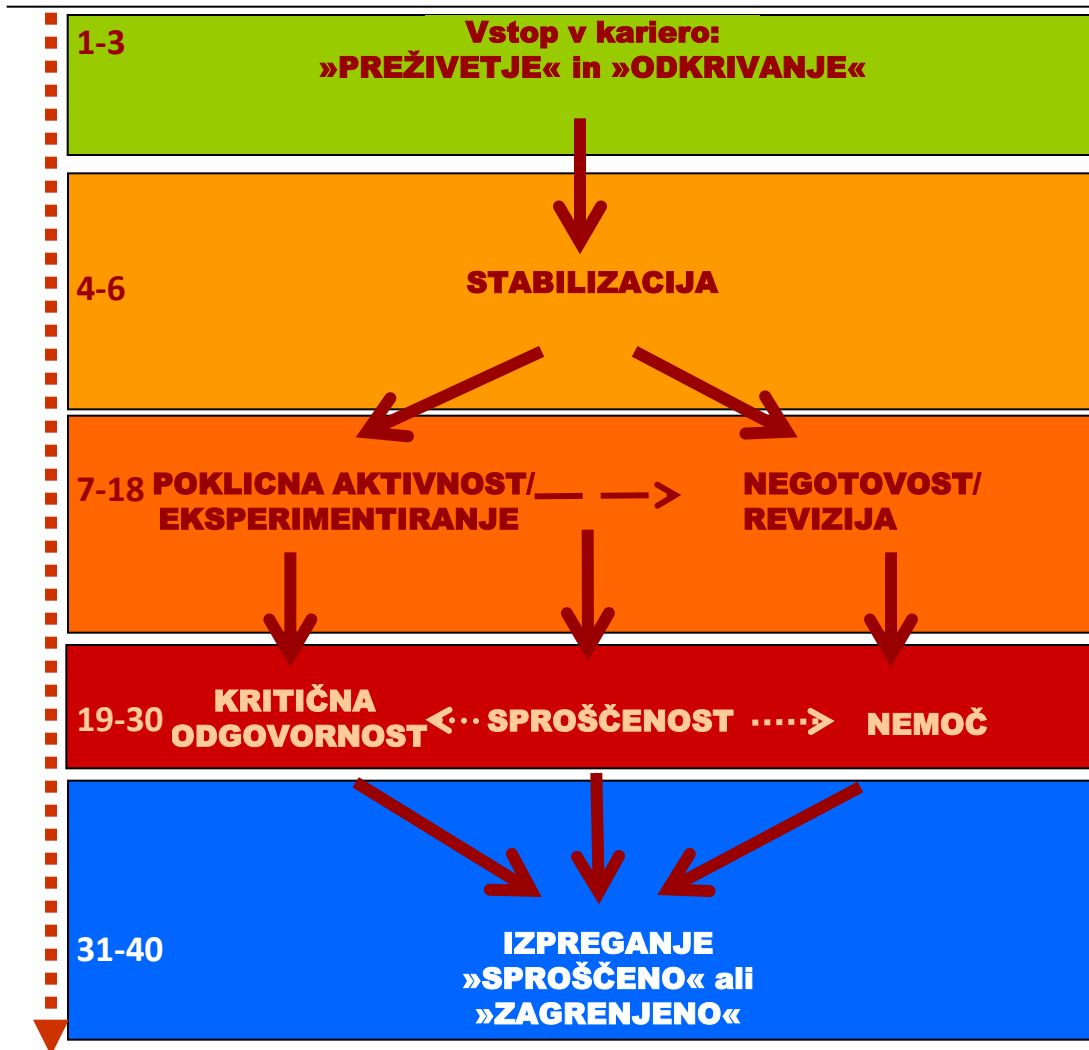 1-3
Vstop v kariero:
»PREŽIVETJE« in »ODKRIVANJE«
4-6
STABILIZACIJA
7-18
POKLICNA AKTIVNOST/
EKSPERIMENTIRANJE
NEGOTOVOST/
REVIZIJA
19-30
KRITIČNA
ODGOVORNOST
SPROŠČENOST
NEMOČ
31-40
IZPREGANJE
»SPROŠČENO« ali
»ZAGRENJENO«